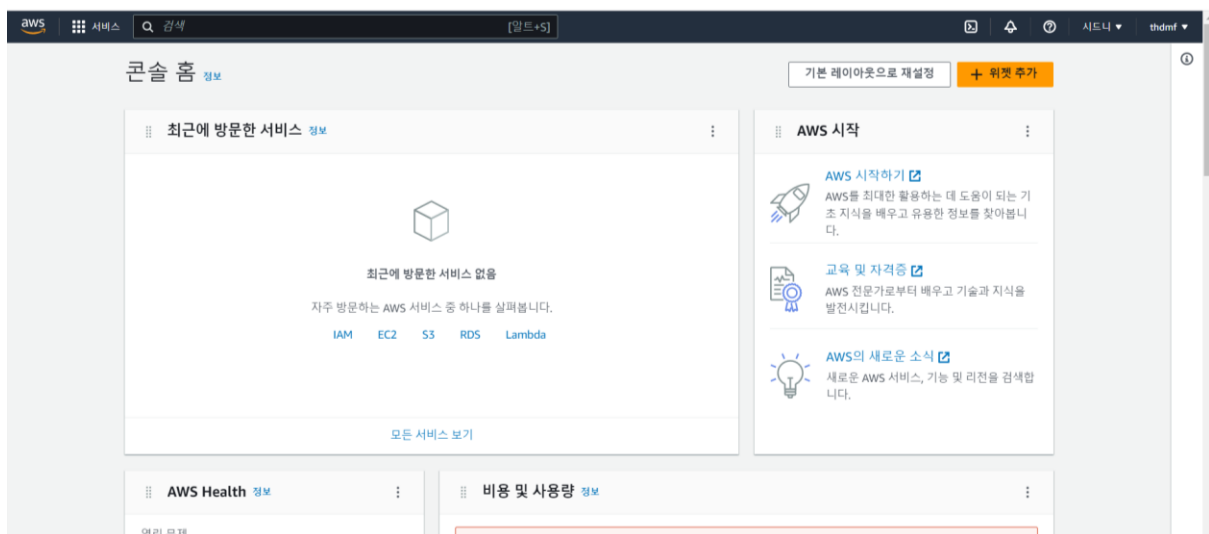 aws 서비스 검색 [알트+S] 시드니 ▼ thdmf ▼
콘솔 홈 정보 기본 레이아웃으로 재설정 + 위젯 추가
최근에 방문한 서비스 정보
최근에 방문한 서비스 없음
자주 방문하는 AWS 서비스 중 하나를 살펴봅니다.
IAM EC2 S3 RDS Lambda
모든 서비스 보기
AWS 시작
AWS 시작하기
AWS를 최대한 활용하는 데 도움이 되는 기
초 지식을 배우고 유용한 정보를 찾아봅니
다.
교육 및 자격증
AWS 전문가로부터 배우고 기술과 지식을
발전시킵니다.
AWS의 새로운 소식
새로운 AWS 서비스, 기능 및 리전을 검색합
니다.
AWS Health 정보
비용 및 사용량 정보